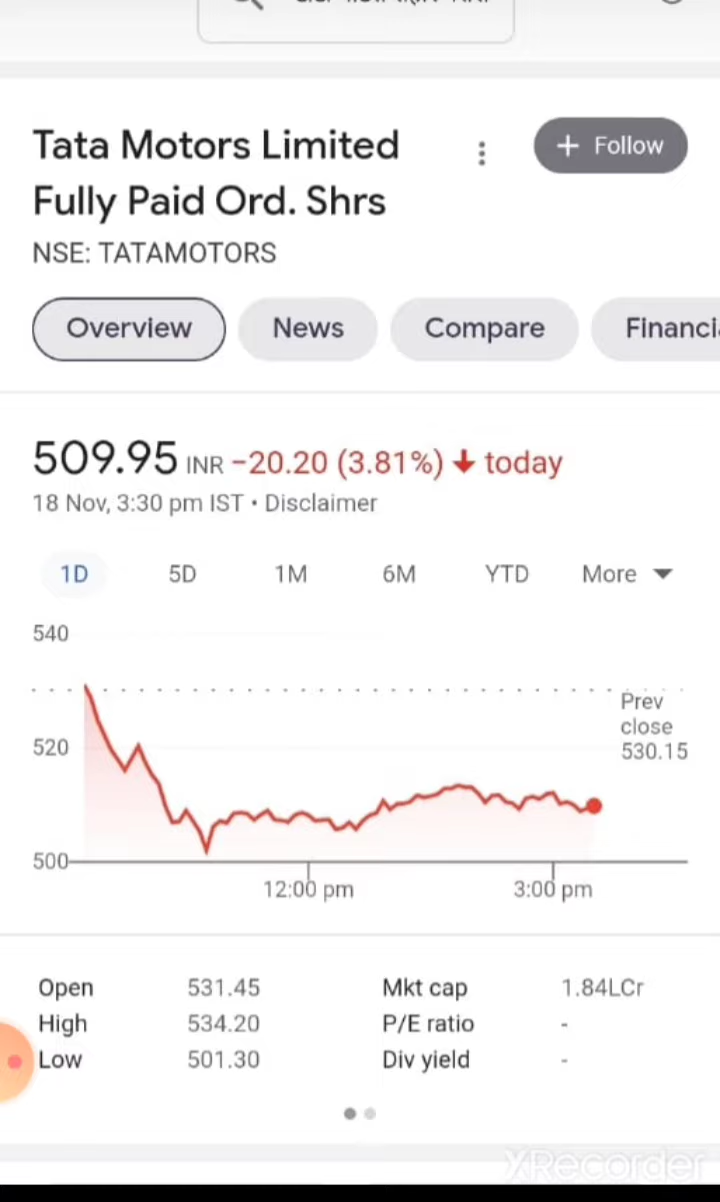 Tata Motors Limited
Fully Paid Ord. Shrs
+ Follow
NSE: TATAMOTORS
Overview News Compare Financi
509.95 INR −20.20 (3.81%) ↓ today
18 Nov, 3:30 pm IST • Disclaimer
1D 5D 1M 6M YTD More
540
Prev
close
530.15
520
500
12:00 pm 3:00 pm
Open 531.45 Mkt cap 1.84LCr
High 534.20 P/E ratio -
Low 501.30 Div yield -
XRecorder